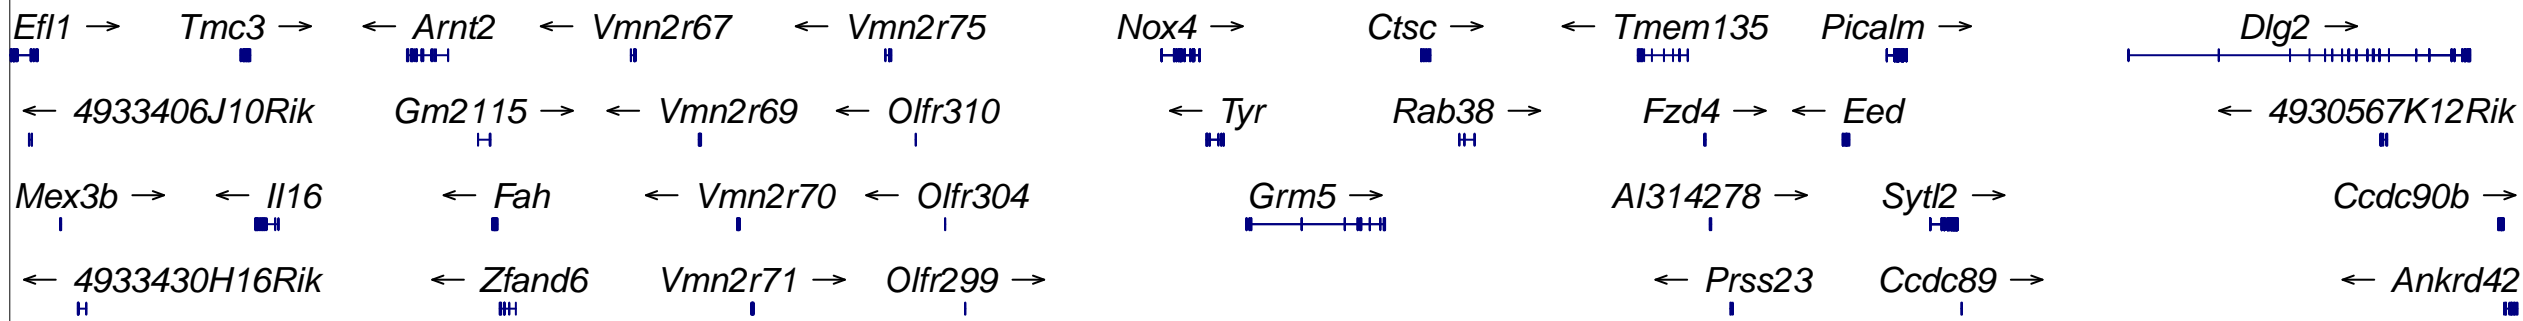 Efl1 → Tmc3 → ← Arnt2 ← Vmn2r67 ← Vmn2r75 Nox4 → Ctsc → ← Tmem135 Picalm → Dlg2 →
← 4933406J10Rik Gm2115 → ← Vmn2r69 ← Olfr310 ← Tyr Rab38 → Fzd4 → ← Eed ← 4930567K12Rik
Mex3b → ← Il16 ← Fah ← Vmn2r70 ← Olfr304 Grm5 → AI314278 → Sytl2 → Ccdc90b →
← 4933430H16Rik ← Zfand6 Vmn2r71 → Olfr299 → ← Prss23 Ccdc89 → ← Ankrd42